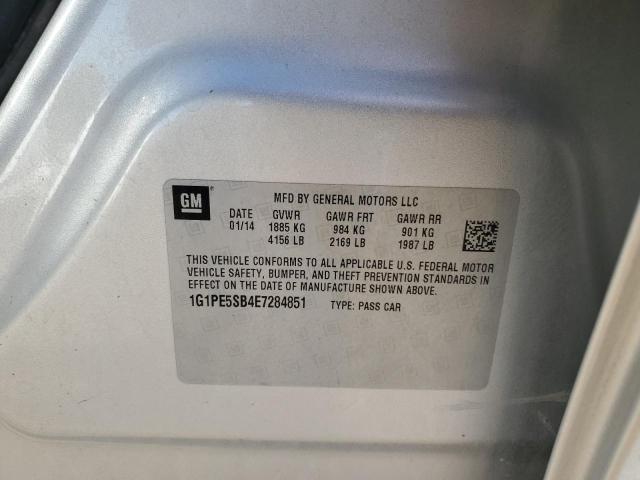 GM
MFD BY GENERAL MOTORS LLC
DATE GVWR GAWR FRT GAWR RR
01/14 1885 KG 984 KG 901 KG
4156 LB 2169 LB 1987 LB
THIS VEHICLE CONFORMS TO ALL APPLICABLE U.S. FEDERAL MOTOR
VEHICLE SAFETY, BUMPER, AND THEFT PREVENTION STANDARDS IN
EFFECT ON THE DATE OF MANUFACTURE SHOWN ABOVE.
1G1PE5SB4E7284851 TYPE: PASS CAR